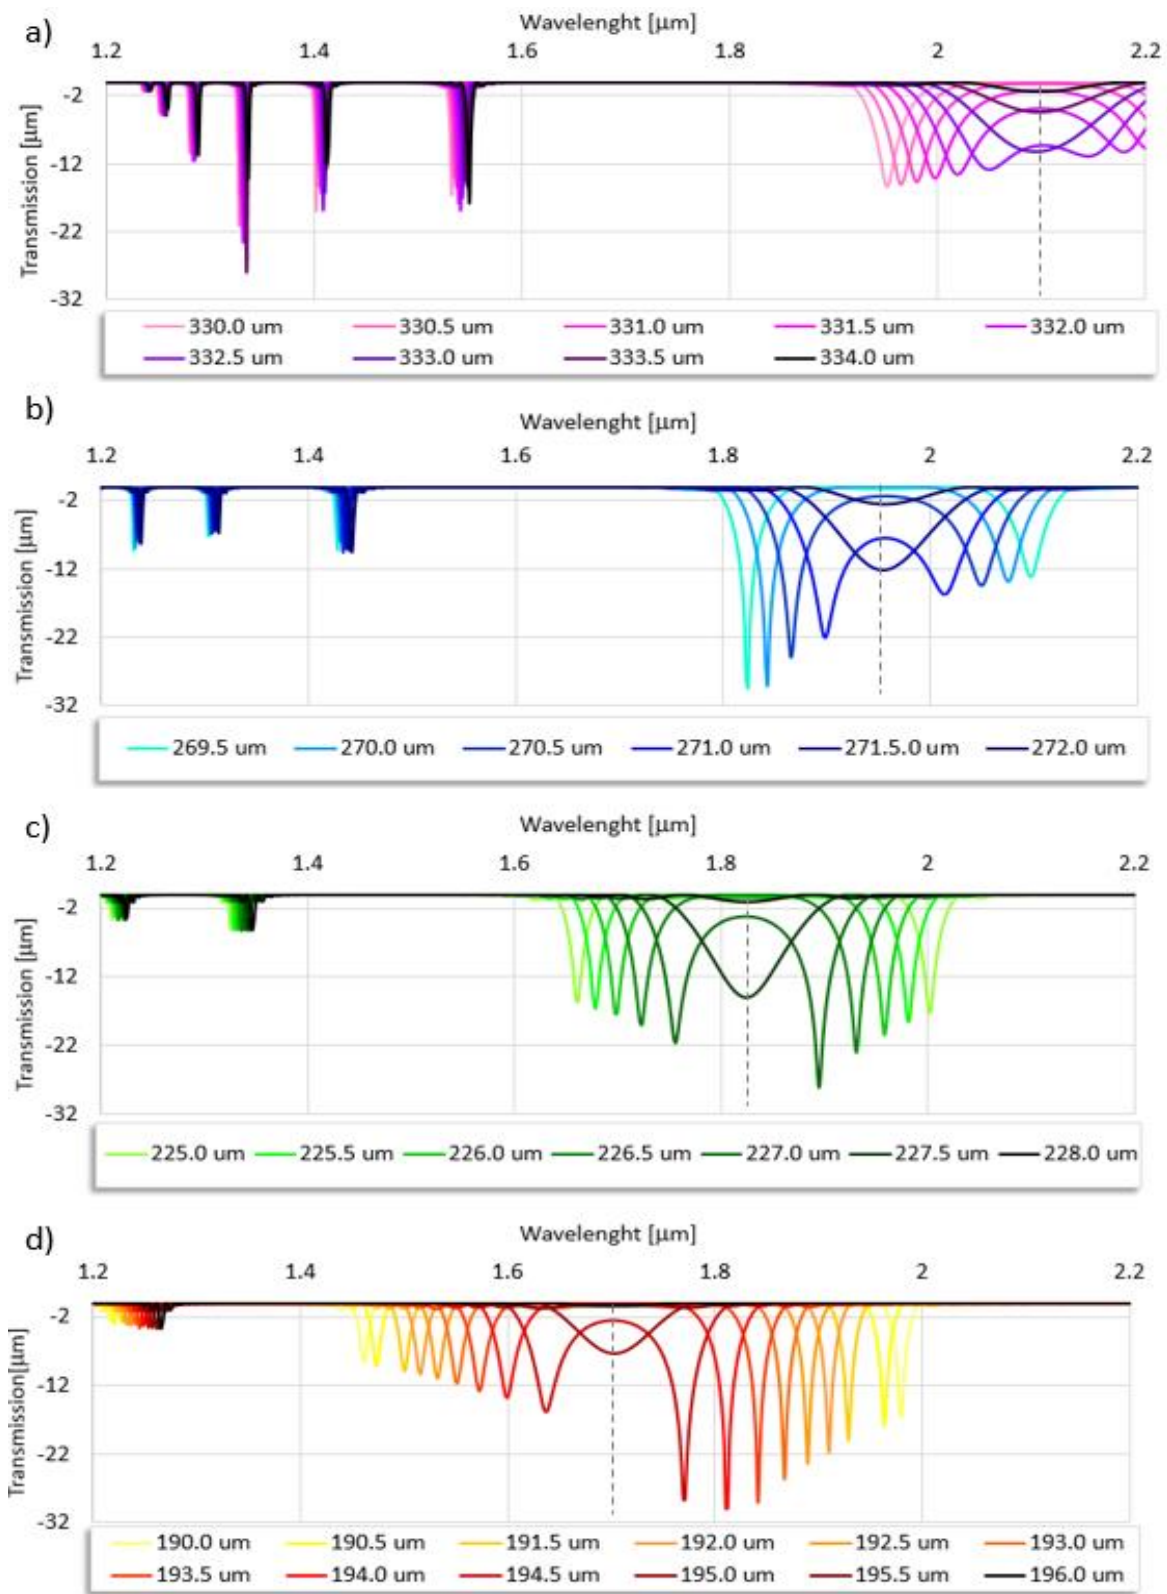 a)
Wavelenght [µm]
1.2 1.4 1.6 1.8 2 2.2
Transmission [µm]
-2
-12
-22
-32
330.0 um 330.5 um 331.0 um 331.5 um 332.0 um
332.5 um 333.0 um 333.5 um 334.0 um
b)
Wavelenght [µm]
1.2 1.4 1.6 1.8 2 2.2
Transmission [µm]
-2
-12
-22
-32
269.5 um 270.0 um 270.5 um 271.0 um 271.5.0 um 272.0 um
c)
Wavelenght [µm]
1.2 1.4 1.6 1.8 2 2.2
Transmission [µm]
-2
-12
-22
-32
225.0 um 225.5 um 226.0 um 226.5 um 227.0 um 227.5 um 228.0 um
d)
Wavelenght [µm]
1.2 1.4 1.6 1.8 2 2.2
Transmission[µm]
-2
-12
-22
-32
190.0 um 190.5 um 191.5 um 192.0 um 192.5 um 193.0 um
193.5 um 194.0 um 194.5 um 195.0 um 195.5 um 196.0 um